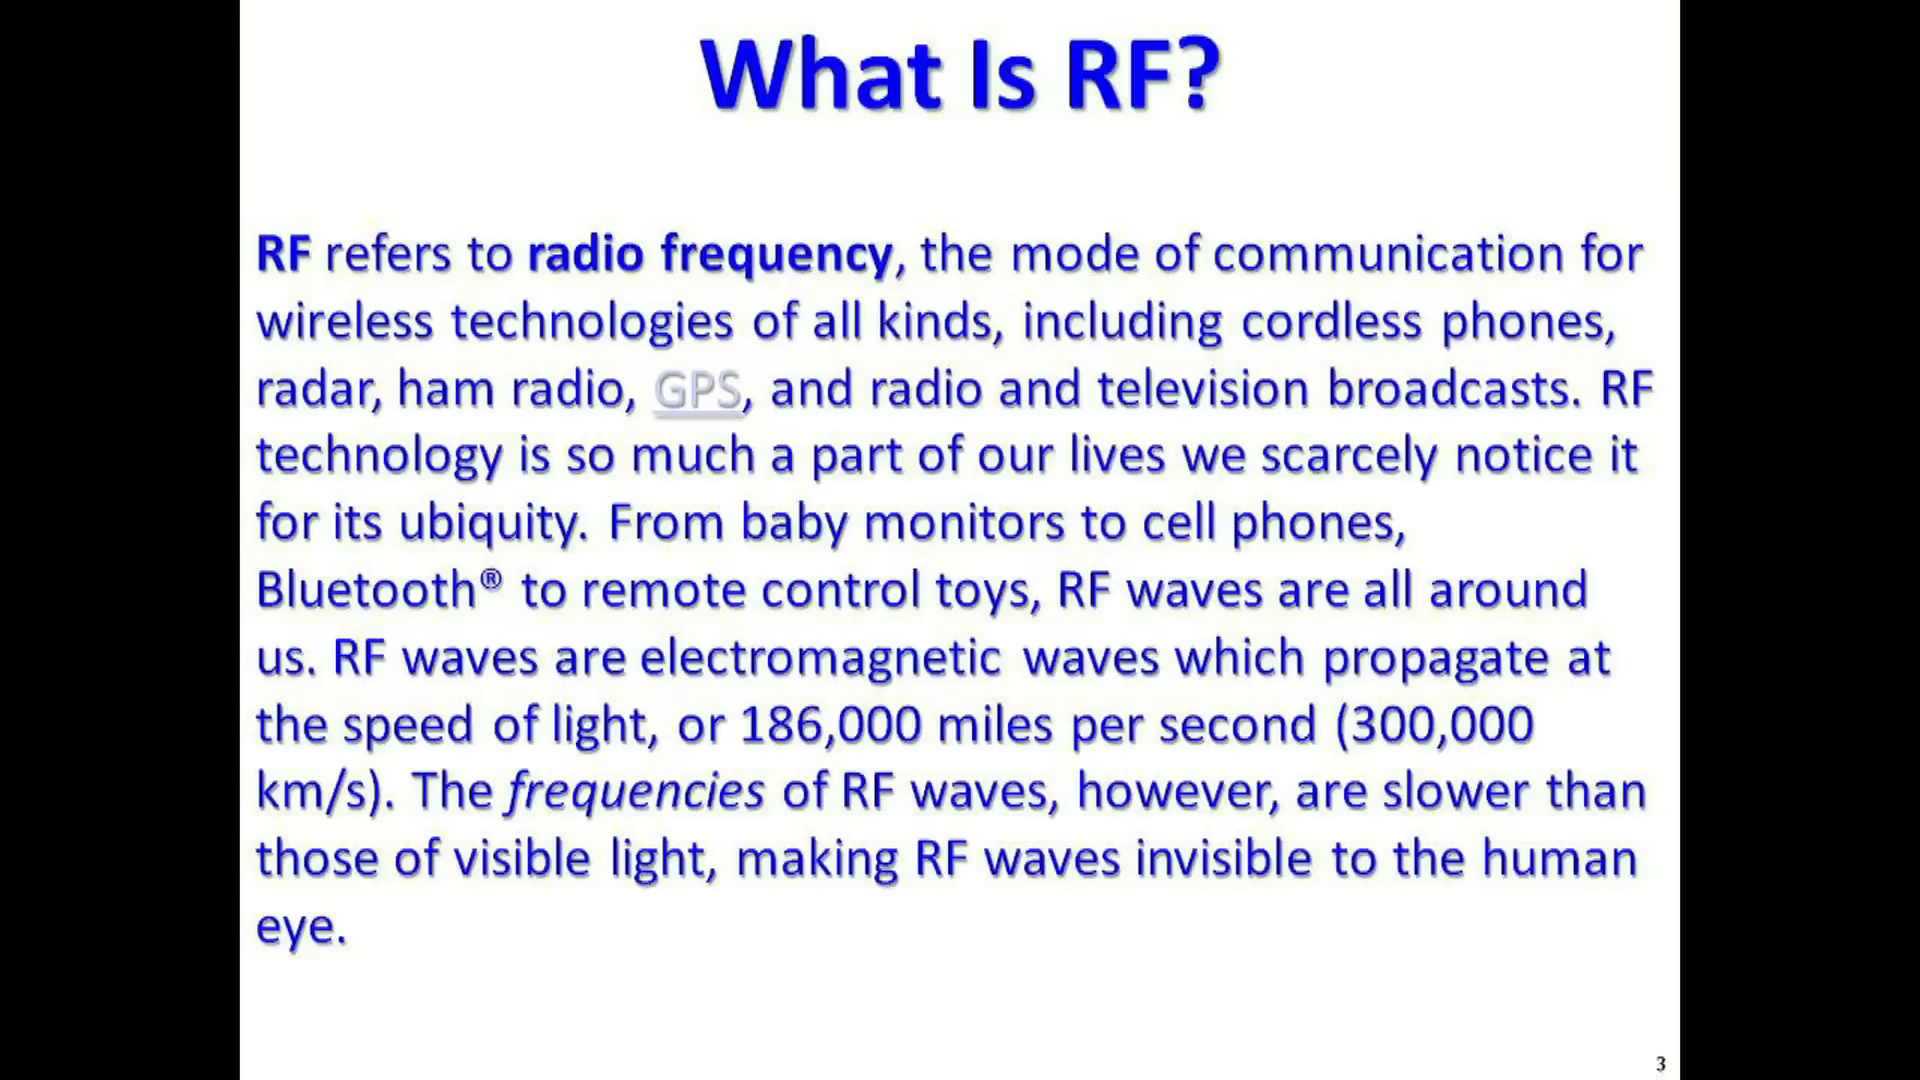 What Is RF?
RF refers to radio frequency, the mode of communication for
wireless technologies of all kinds, including cordless phones,
radar, ham radio, GPS, and radio and television broadcasts. RF
technology is so much a part of our lives we scarcely notice it
for its ubiquity. From baby monitors to cell phones,
Bluetooth® to remote control toys, RF waves are all around
us. RF waves are electromagnetic waves which propagate at
the speed of light, or 186,000 miles per second (300,000
km/s). The frequencies of RF waves, however, are slower than
those of visible light, making RF waves invisible to the human
eye.
3